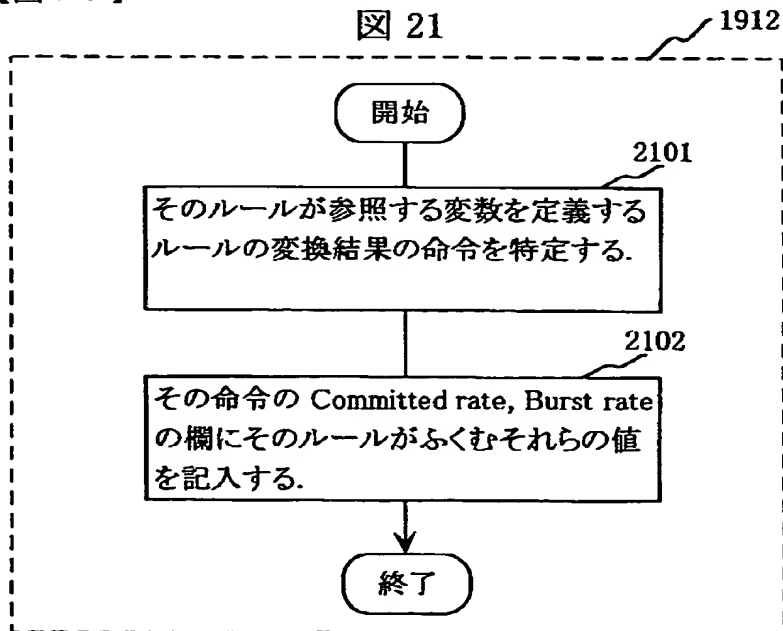 図 21
1912
開始
2101
そのルールが参照する変数を定義する
ルールの変換結果の命令を特定する.
2102
その命令の Committed rate, Burst rate
の欄にそのルールがふくむそれらの値
を記入する.
終了